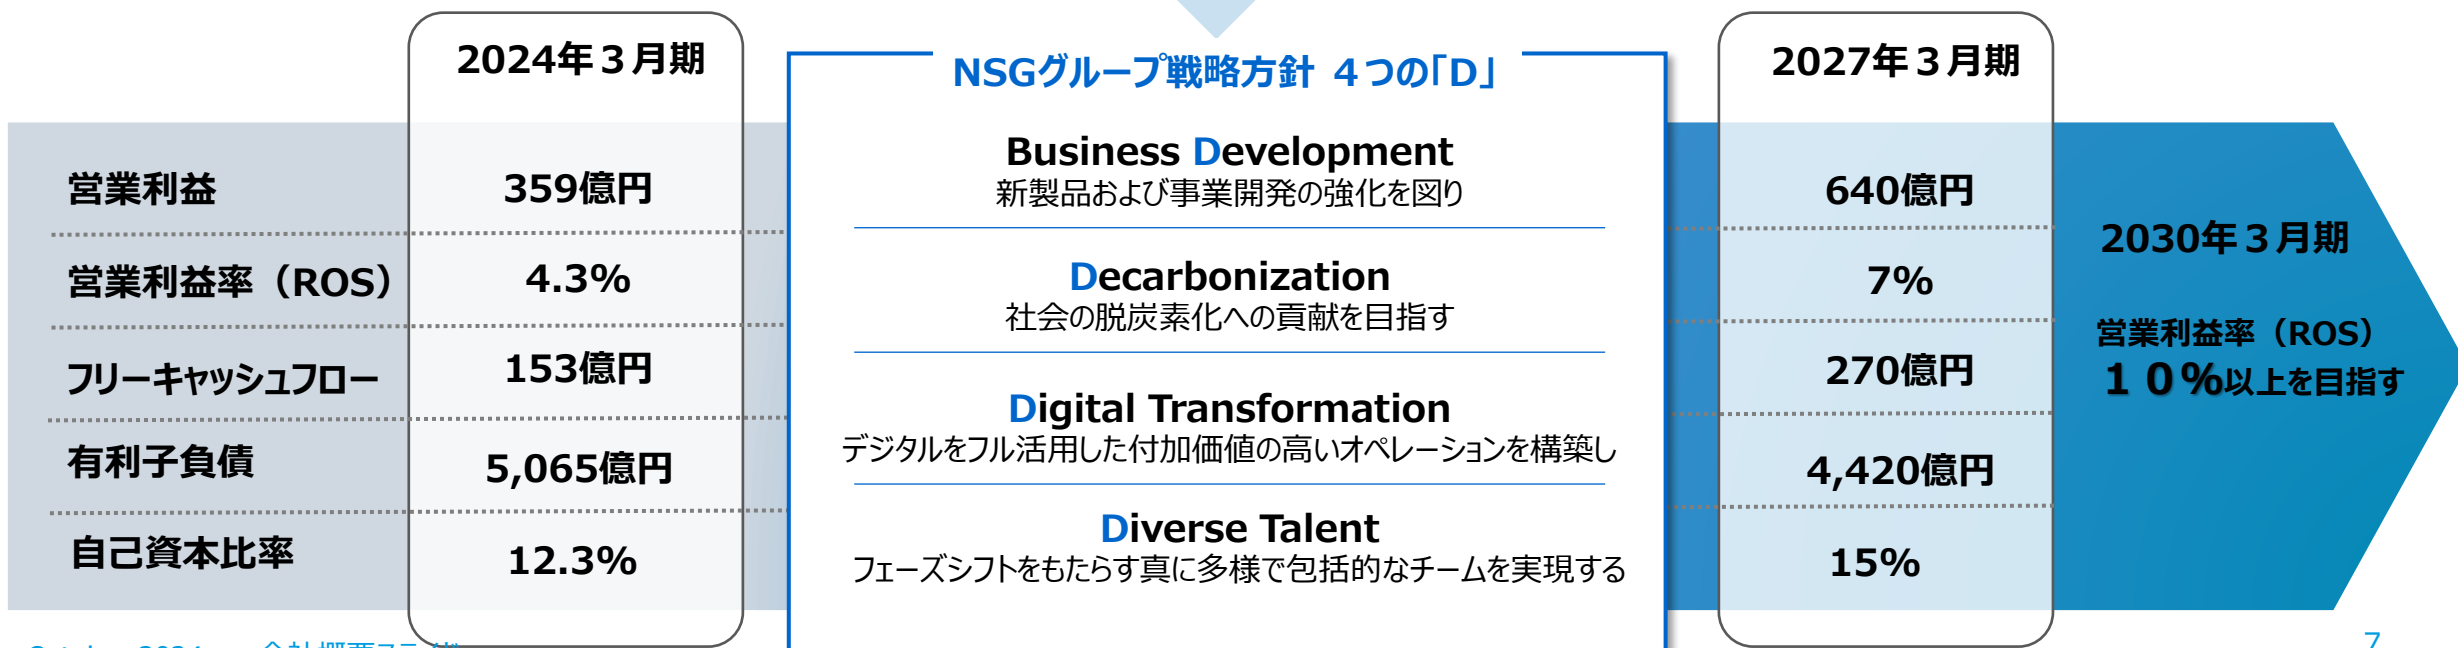 2024年３月期
NSGグループ戦略方針 ４つの「D」
2027年３月期
営業利益
359億円
Business Development
新製品および事業開発の強化を図り
640億円
営業利益率（ROS）
4.3%
Decarbonization
社会の脱炭素化への貢献を目指す
7%
フリーキャッシュフロー
153億円
Digital Transformation
デジタルをフル活用した付加価値の高いオペレーションを構築し
270億円
有利子負債
5,065億円
4,420億円
自己資本比率
12.3%
Diverse Talent
フェーズシフトをもたらす真に多様で包括的なチームを実現する
15%
2030年３月期
営業利益率（ROS）
１０%以上を目指す
7